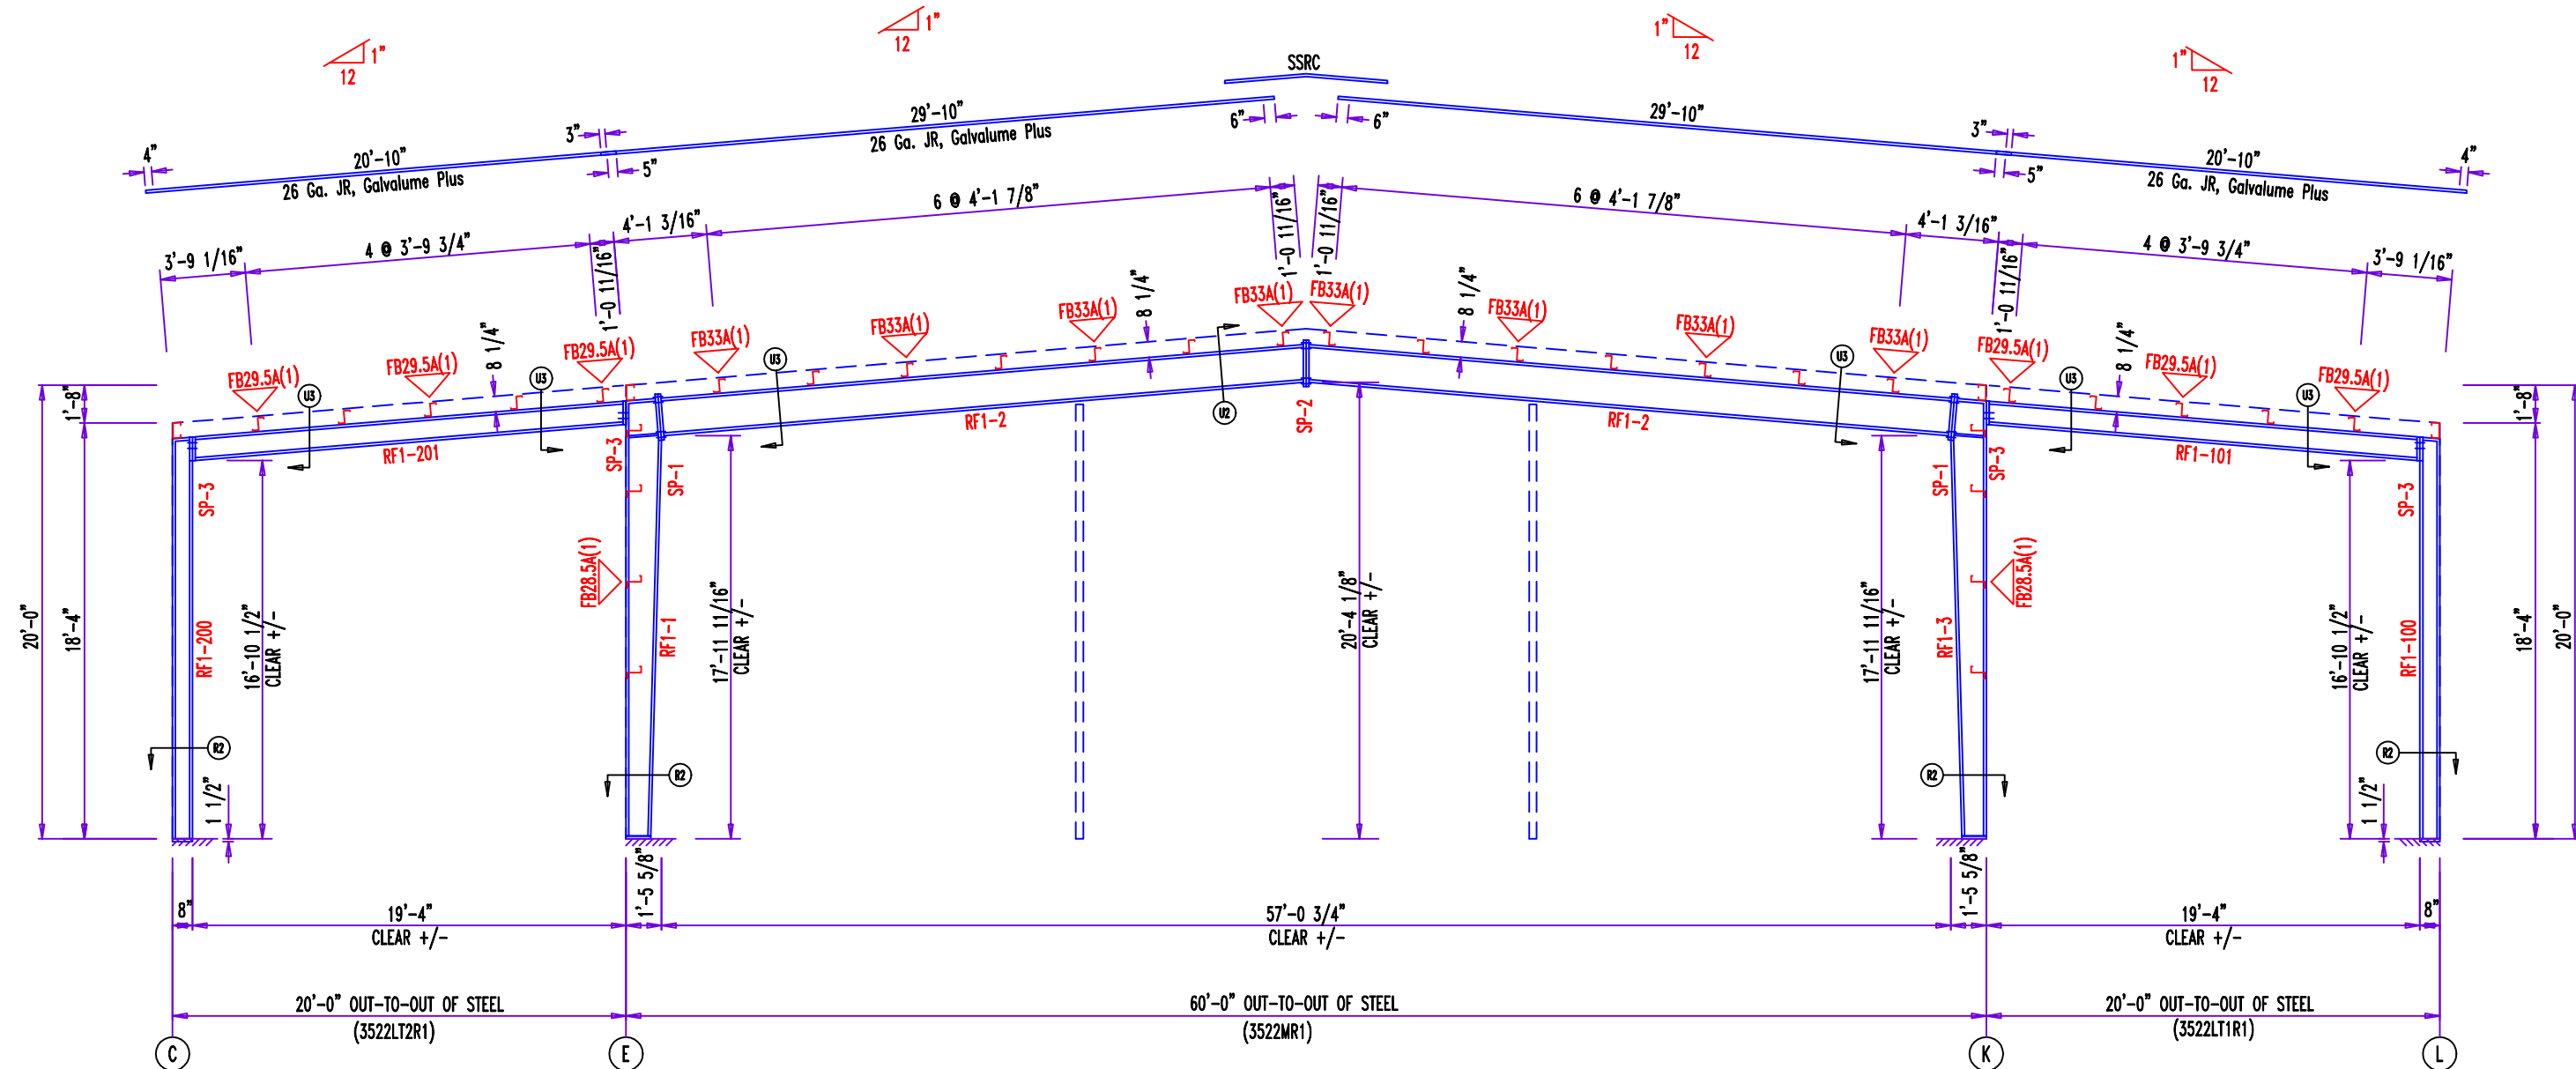 1”
12
1”
12
1”
12
1”
12
SSRC
4”
20’-10”
26 Ga. JR, Galvalume Plus
3”
5”
29’-10”
26 Ga. JR, Galvalume Plus
6”
6”
29’-10”
3”
5”
20’-10”
26 Ga. JR, Galvalume Plus
4”
3’-9 1/16”
4 @ 3’-9 3/4”
1’-0 11/16”
4’-1 3/16”
6 @ 4’-1 7/8”
1’-0 11/16”
1’-0 11/16”
6 @ 4’-1 7/8”
4’-1 3/16”
1’-0 11/16”
4 @ 3’-9 3/4”
3’-9 1/16”
FB29.5A(1)
FB29.5A(1)
8 1/4”
FB29.5A(1)
FB33A(1)
FB33A(1)
FB33A(1)
8 1/4”
FB33A(1)
FB33A(1)
8 1/4”
FB33A(1)
FB33A(1)
FB33A(1)
FB29.5A(1)
8 1/4”
FB29.5A(1)
FB29.5A(1)
U3
U3
U3
U2
U3
U3
U3
1’-8”
20’-0”
18’-4”
SP-3
RF1-200
16’-10 1/2”
CLEAR +/-
RF1-201
SP-3
SP-1
FB28.5A(1)
RF1-1
17’-11 11/16”
CLEAR +/-
RF1-2
SP-2
20’-4 1/8”
CLEAR +/-
RF1-2
17’-11 11/16”
CLEAR +/-
SP-1
RF1-3
SP-3
FB28.5A(1)
RF1-101
16’-10 1/2”
CLEAR +/-
SP-3
RF1-100
1’-8”
18’-4”
20’-0”
R2
R2
R2
R2
1 1/2”
1 1/2”
8”
19’-4”
CLEAR +/-
1’-5 5/8”
57’-0 3/4”
CLEAR +/-
1’-5 5/8”
19’-4”
CLEAR +/-
8”
20’-0” OUT-TO-OUT OF STEEL
(3522LT2R1)
60’-0” OUT-TO-OUT OF STEEL
(3522MR1)
20’-0” OUT-TO-OUT OF STEEL
(3522LT1R1)
C
E
K
L